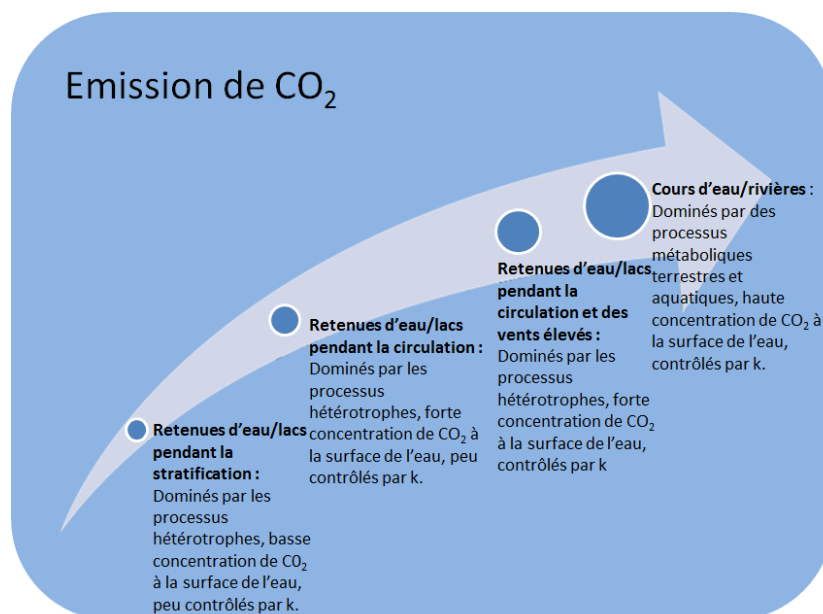 Emission de CO₂
Retenues d’eau/lacs
pendant la
stratification :
Dominés par les
processus
hétérotrophes, basse
concentration de C0₂
à la surface de l’eau,
peu contrôlés par k.
Retenues d’eau/lacs
pendant la circulation :
Dominés par les
processus
hétérotrophes, forte
concentration de CO₂ à
la surface de l’eau, peu
contrôlés par k.
Retenues d’eau/lacs
pendant la
circulation et des
vents élevés :
Dominés par les
processus
hétérotrophes, forte
concentration de CO₂
à la surface de l’eau,
contrôlés par k
Cours d’eau/rivières :
Dominés par des
processus
métaboliques
terrestres et
aquatiques, haute
concentration de CO₂ à
la surface de l’eau,
contrôlés par k.